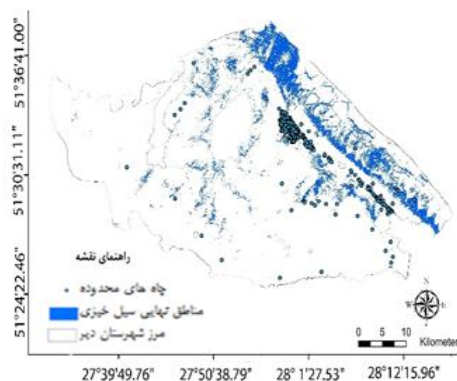 51°36'41.00"
51°30'31.11"
51°24'22.46"
راهنمای نقشه
چاه های محدوده
مناطق نهایی سیل خیزی
مرز شهرستان دیر
N
W
E
S
0 5 10
Kilometer
27°39'49.76" 27°50'38.79" 28°1'27.53" 28°12'15.96"